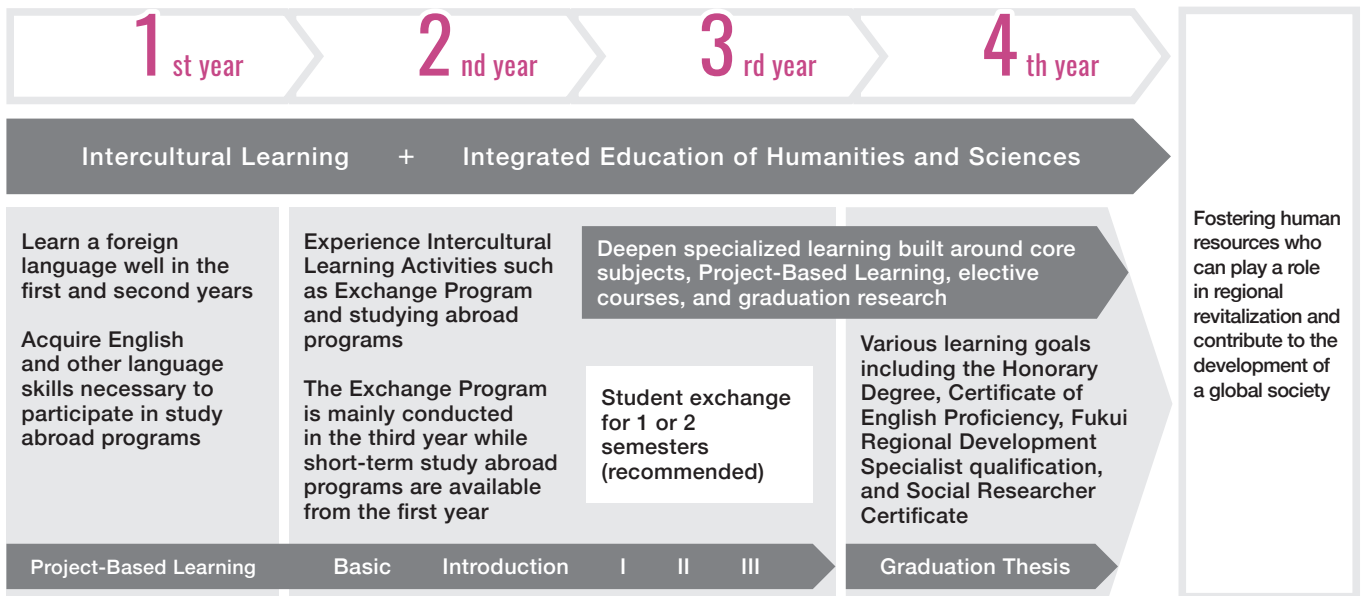 1 st year
2 nd year
3 rd year
4 th year
Intercultural Learning + Integrated Education of Humanities and Sciences
Learn a foreign
language well in the
first and second years
Acquire English
and other language
skills necessary to
participate in study
abroad programs
Experience Intercultural
Learning Activities such
as Exchange Program
and studying abroad
programs
The Exchange Program
is mainly conducted
in the third year while
short-term study abroad
programs are available
from the first year
Deepen specialized learning built around core
subjects, Project-Based Learning, elective
courses, and graduation research
Student exchange
for 1 or 2
semesters
(recommended)
Various learning goals
including the Honorary
Degree, Certificate of
English Proficiency, Fukui
Regional Development
Specialist qualification,
and Social Researcher
Certificate
Project-Based Learning Basic Introduction I II III
Graduation Thesis
Fostering human
resources who
can play a role
in regional
revitalization and
contribute to the
development of
a global society